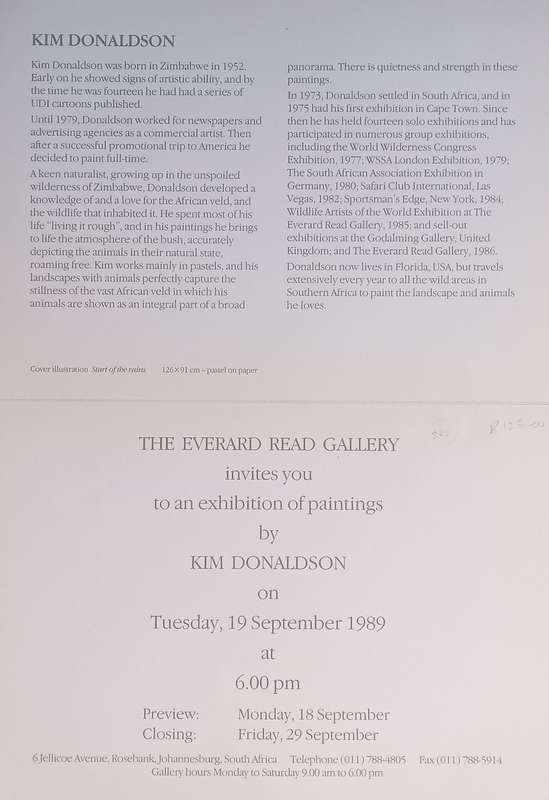 KIM DONALDSON
Kim Donaldson was born in Zimbabwe in 1952.
Early on he showed signs of artistic ability, and by
the time he was fourteen he had had a series of
UDI cartoons published.
Until 1979, Donaldson worked for newspapers and
advertising agencies as a commercial artist. Then
after a successful promotional trip to America he
decided to paint full-time.
A keen naturalist, growing up in the unspoiled
wilderness of Zimbabwe, Donaldson developed a
knowledge of and a love for the African veld, and
the wildlife that inhabited it. He spent most of his
life "living it rough", and in his paintings he brings
to life the atmosphere of the bush, accurately
depicting the animals in their natural state,
roaming free. Kim works mainly in pastels, and his
landscapes with animals perfectly capture the
stillness of the vast African veld in which his
animals are shown as an integral part of a broad
panorama. There is quietness and strength in these
paintings.
In 1973, Donaldson settled in South Africa, and in
1975 had his first exhibition in Cape Town. Since
then he has held fourteen solo exhibitions and has
participated in numerous group exhibitions,
including the World Wilderness Congress
Exhibition, 1977; WSSA London Exhibition, 1979;
The South African Association Exhibition in
Germany, 1980; Safari Club International, Las
Vegas, 1982; Sportsman's Edge, New York, 1984;
Wildlife Artists of the World Exhibition at The
Everard Read Gallery, 1985; and sell-out
exhibitions at the Godalming Gallery, United
Kingdom; and The Everard Read Gallery, 1986.
Donaldson now lives in Florida, USA, but travels
extensively every year to all the wild areas in
Southern Africa to paint the landscape and animals
he loves.
Cover illustration Start of the rains 126×91 cm – pastel on paper
THE EVERARD READ GALLERY
invites you
to an exhibition of paintings
by
KIM DONALDSON
on
Tuesday, 19 September 1989
at
6.00 pm
Preview: Monday, 18 September
Closing: Friday, 29 September
6 Jellicoe Avenue, Rosebank, Johannesburg, South Africa Telephone (011) 788-4805 Fax (011) 788-5914
Gallery hours Monday to Saturday 9.00 am to 6.00 pm